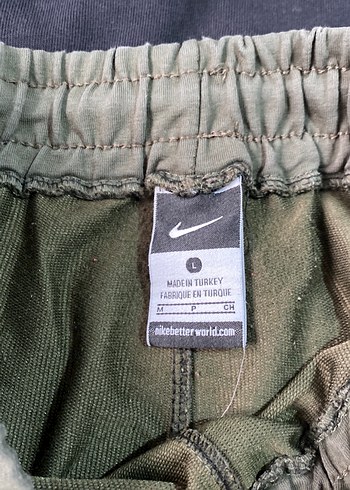 L
MADE IN TURKEY
FABRIQUE EN TURQUIE
M P CH
nikebetterworld.com